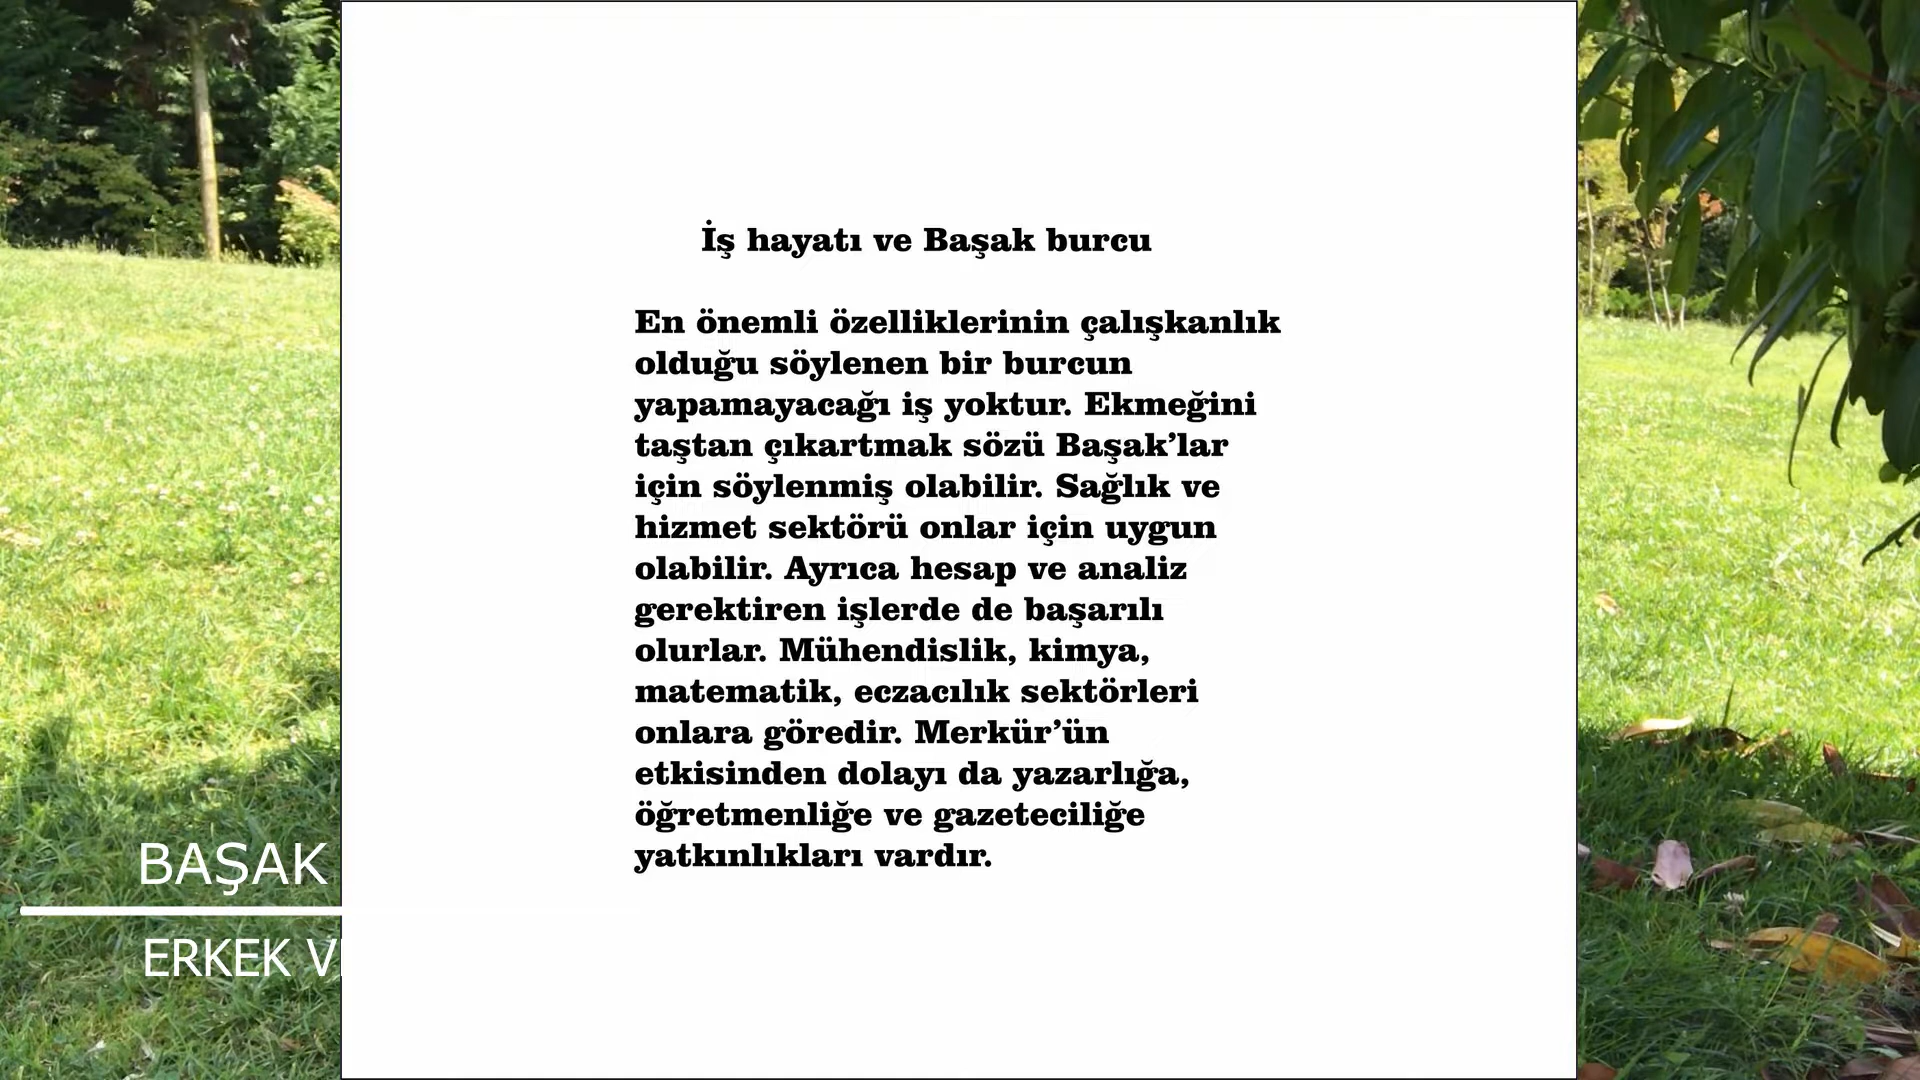 İş hayatı ve Başak burcu
En önemli özelliklerinin çalışkanlık
olduğu söylenen bir burcun
yapamayacağı iş yoktur. Ekmeğini
taştan çıkartmak sözü Başak’lar
için söylenmiş olabilir. Sağlık ve
hizmet sektörü onlar için uygun
olabilir. Ayrıca hesap ve analiz
gerektiren işlerde de başarılı
olurlar. Mühendislik, kimya,
matematik, eczacılık sektörleri
onlara göredir. Merkür’ün
etkisinden dolayı da yazarlığa,
öğretmenliğe ve gazeteciliğe
yatkınlıkları vardır.
BAŞAK
ERKEK